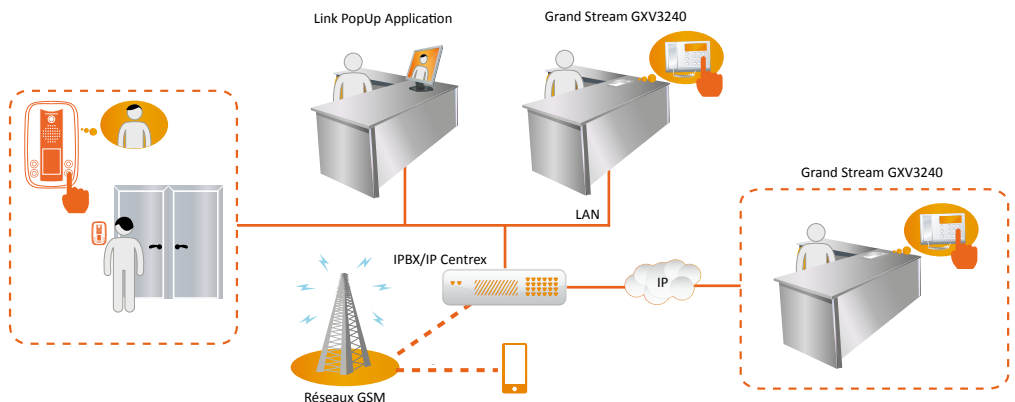 Link PopUp Application
Grand Stream GXV3240
Grand Stream GXV3240
LAN
IPBX/IP Centrex
IP
Réseaux GSM